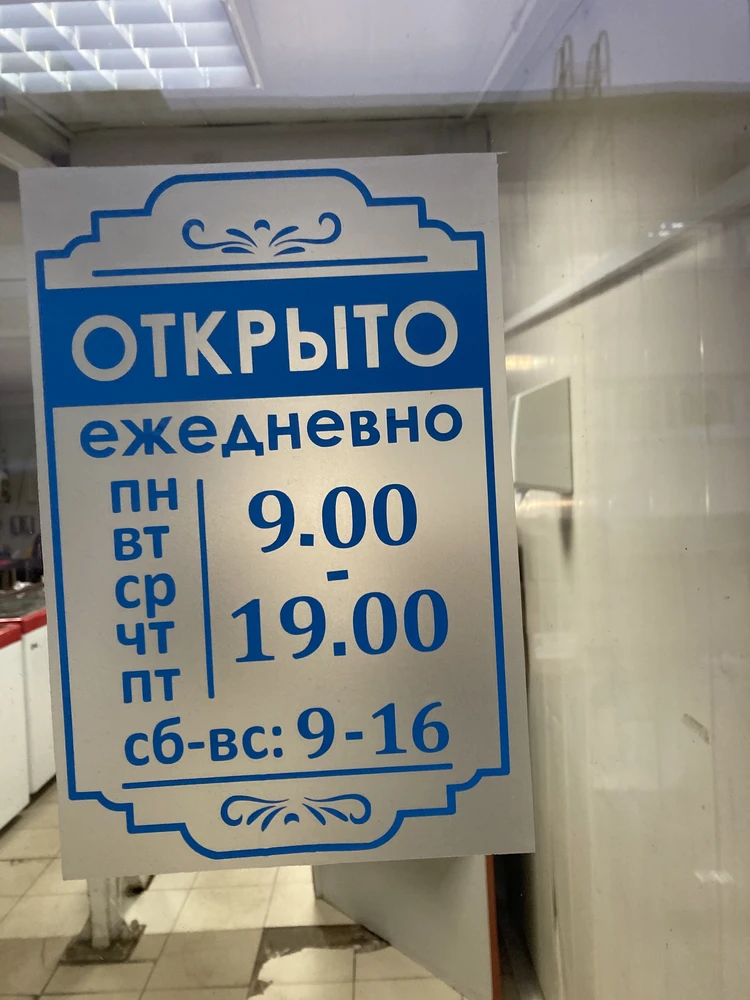 ОТКРЫТО
ежедневно
пн
вт
ср
чт
пт
9.00
-
19.00
сб-вс: 9-16